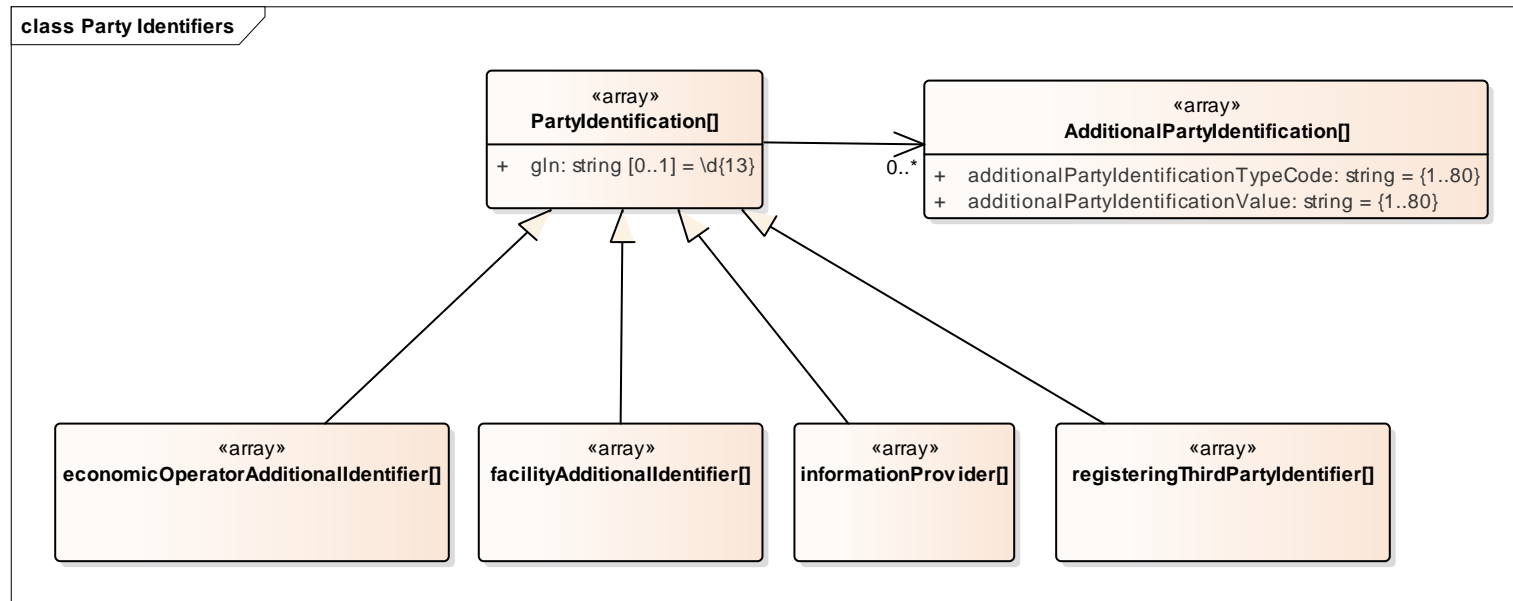 class Party Identifiers
«array»
PartyIdentification[]
+ gln: string [0..1] = \d{13}
0..*
«array»
AdditionalPartyIdentification[]
+ additionalPartyIdentificationTypeCode: string = {1..80}
+ additionalPartyIdentificationValue: string = {1..80}
«array»
economicOperatorAdditionalIdentifier[]
«array»
facilityAdditionalIdentifier[]
«array»
informationProvider[]
«array»
registeringThirdPartyIdentifier[]